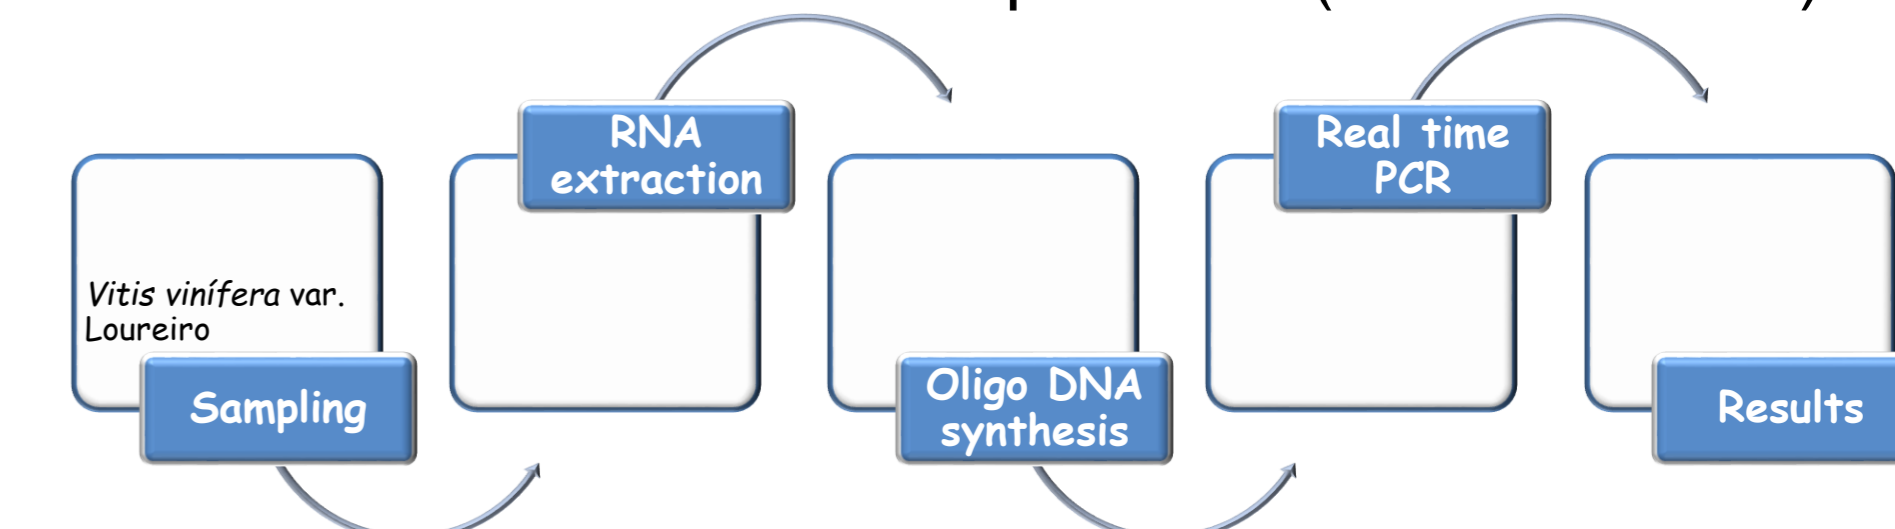 Vitis vinífera var.
Loureiro
Sampling
RNA
extraction
Oligo DNA
synthesis
Real time
PCR
Results